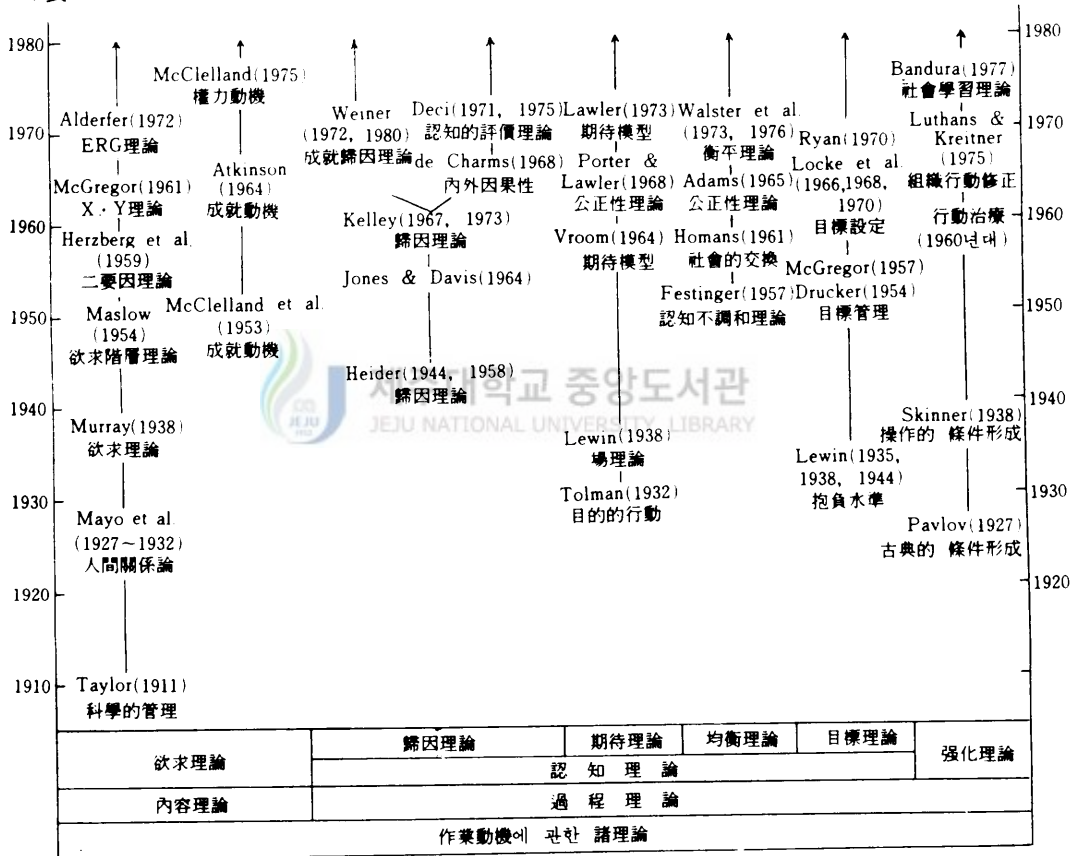 1980
1970
1960
1950
1940
1930
1920
1910
Alderfer(1972)
ERG理論
McGregor(1961)
X·Y理論
Herzberg et al.
(1959)
二要因理論
Maslow
(1954)
欲求階層理論
Murray(1938)
欲求理論
Mayo et al.
(1927~1932)
人間關係論
Taylor(1911)
科學的管理
McClelland(1975)
權力動機
Atkinson
(1964)
成就動機
McClelland et al.
(1953)
成就動機
Weiner
(1972, 1980)
成就歸因理論
Deci(1971, 1975)
認知的評價理論
de Charms(1968)
內外因果性
Kelley(1967, 1973)
歸因理論
Jones & Davis(1964)
Heider(1944, 1958)
歸因理論
Lawler(1973)
期待模型
Porter &
Lawler(1968)
公正性理論
Vroom(1964)
期待模型
Lewin(1938)
場理論
Tolman(1932)
目的的行動
Walster et al.
(1973, 1976)
衡平理論
Adams(1965)
公正性理論
Homans(1961)
社會的交換
Festinger(1957)
認知不調和理論
Ryan(1970)
Locke et al.
(1966,1968,
1970)
目標設定
McGregor(1957)
Drucker(1954)
目標管理
Lewin(1935,
1938, 1944)
抱負水準
Bandura(1977)
社會學習理論
Luthans &
Kreitner
(1975)
組織行動修正
行動治療
(1960년대)
Skinner(1938)
操作的 條件形成
Pavlov(1927)
古典的 條件形成
1980
1970
1960
1950
1940
1930
1920
제주대학교 중앙도서관
JEJU NATIONAL UNIVERSITY LIBRARY
JEJU
1952
欲求理論
歸因理論
期待理論
均衡理論
目標理論
强化理論
認知理論
內容理論
過程理論
作業動機에 관한 諸理論